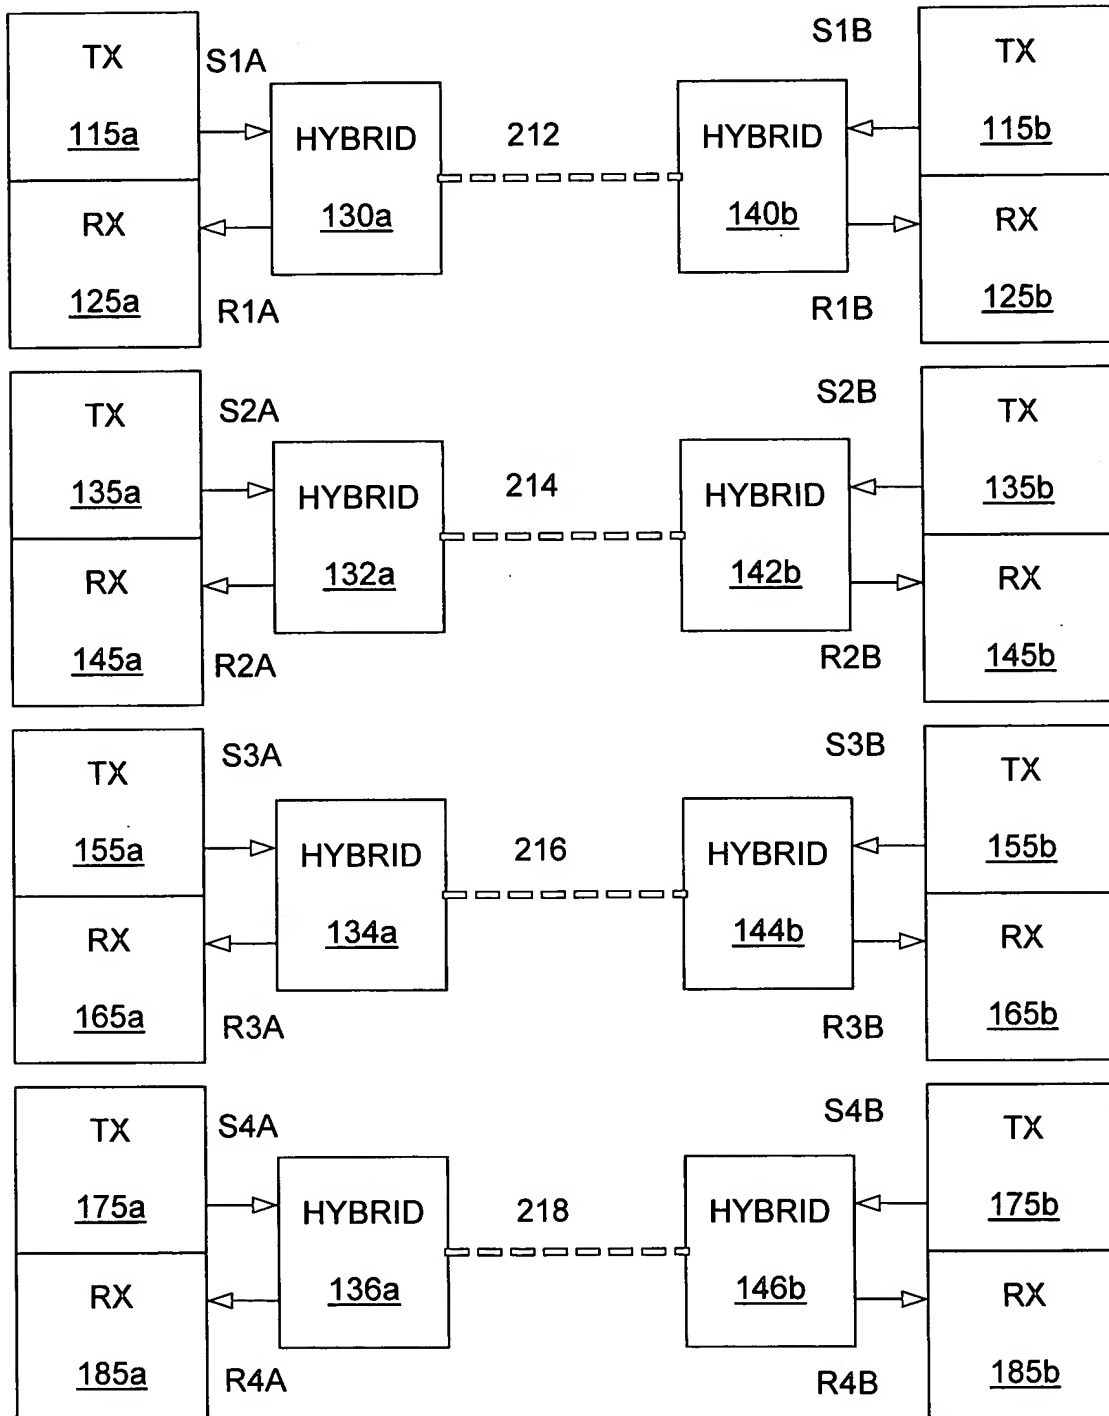 TX
S1A
115a
HYBRID
130a
RX
125a
R1A
212
S1B
TX
115b
HYBRID
140b
RX
125b
R1B
TX
S2A
135a
HYBRID
132a
RX
145a
R2A
214
S2B
TX
135b
HYBRID
142b
RX
145b
R2B
TX
S3A
155a
HYBRID
134a
RX
165a
R3A
216
S3B
TX
155b
HYBRID
144b
RX
165b
R3B
TX
S4A
175a
HYBRID
136a
RX
185a
R4A
218
S4B
TX
175b
HYBRID
146b
RX
185b
R4B